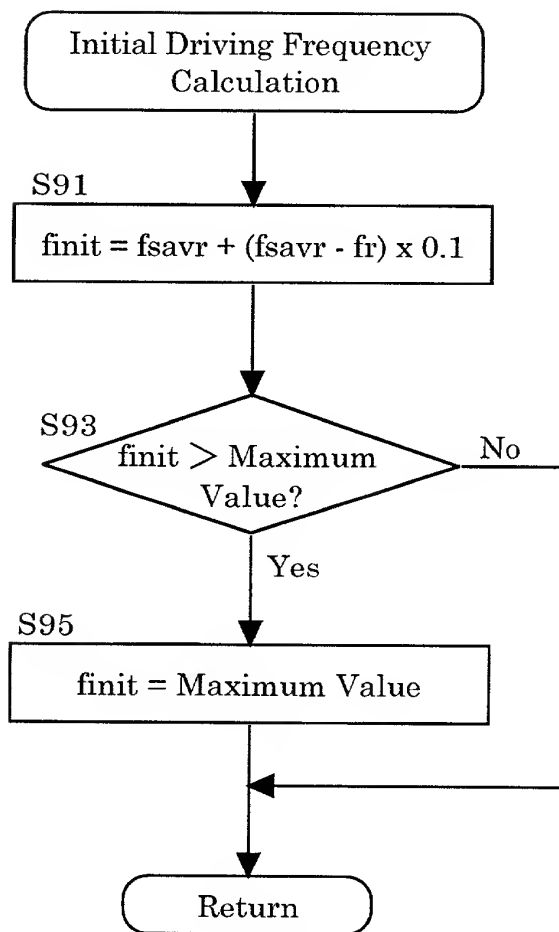 Initial Driving Frequency
Calculation
S91
finit = fsavr + (fsavr - fr) x 0.1
S93
finit > Maximum
Value?
No
Yes
S95
finit = Maximum Value
Return